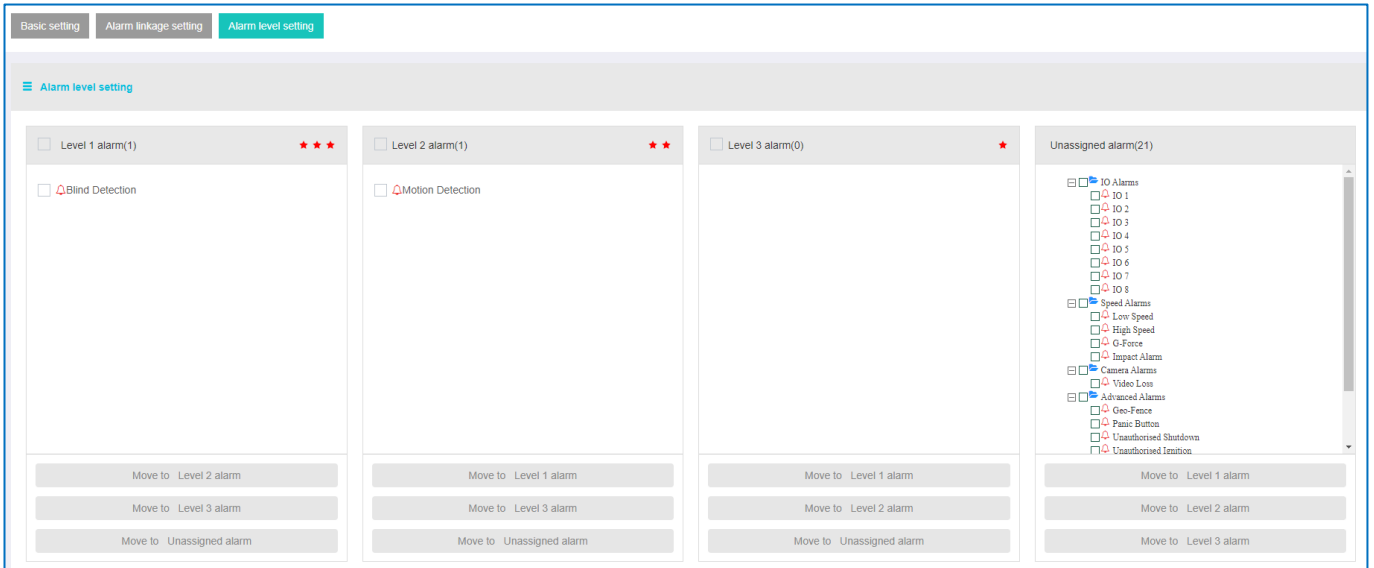 Basic setting
Alarm linkage setting
Alarm level setting
Alarm level setting
Level 1 alarm(1)
Blind Detection
Move to Level 2 alarm
Move to Level 3 alarm
Move to Unassigned alarm
Level 2 alarm(1)
Motion Detection
Move to Level 1 alarm
Move to Level 3 alarm
Move to Unassigned alarm
Level 3 alarm(0)
Move to Level 1 alarm
Move to Level 2 alarm
Move to Unassigned alarm
Unassigned alarm(21)
IO Alarms
IO 1
IO 2
IO 3
IO 4
IO 5
IO 6
IO 7
IO 8
Speed Alarms
Low Speed
High Speed
G-Force
Impact Alarm
Camera Alarms
Video Loss
Advanced Alarms
Geo-Fence
Panic Button
Unauthorised Shutdown
Unauthorised Ignition
Move to Level 1 alarm
Move to Level 2 alarm
Move to Level 3 alarm